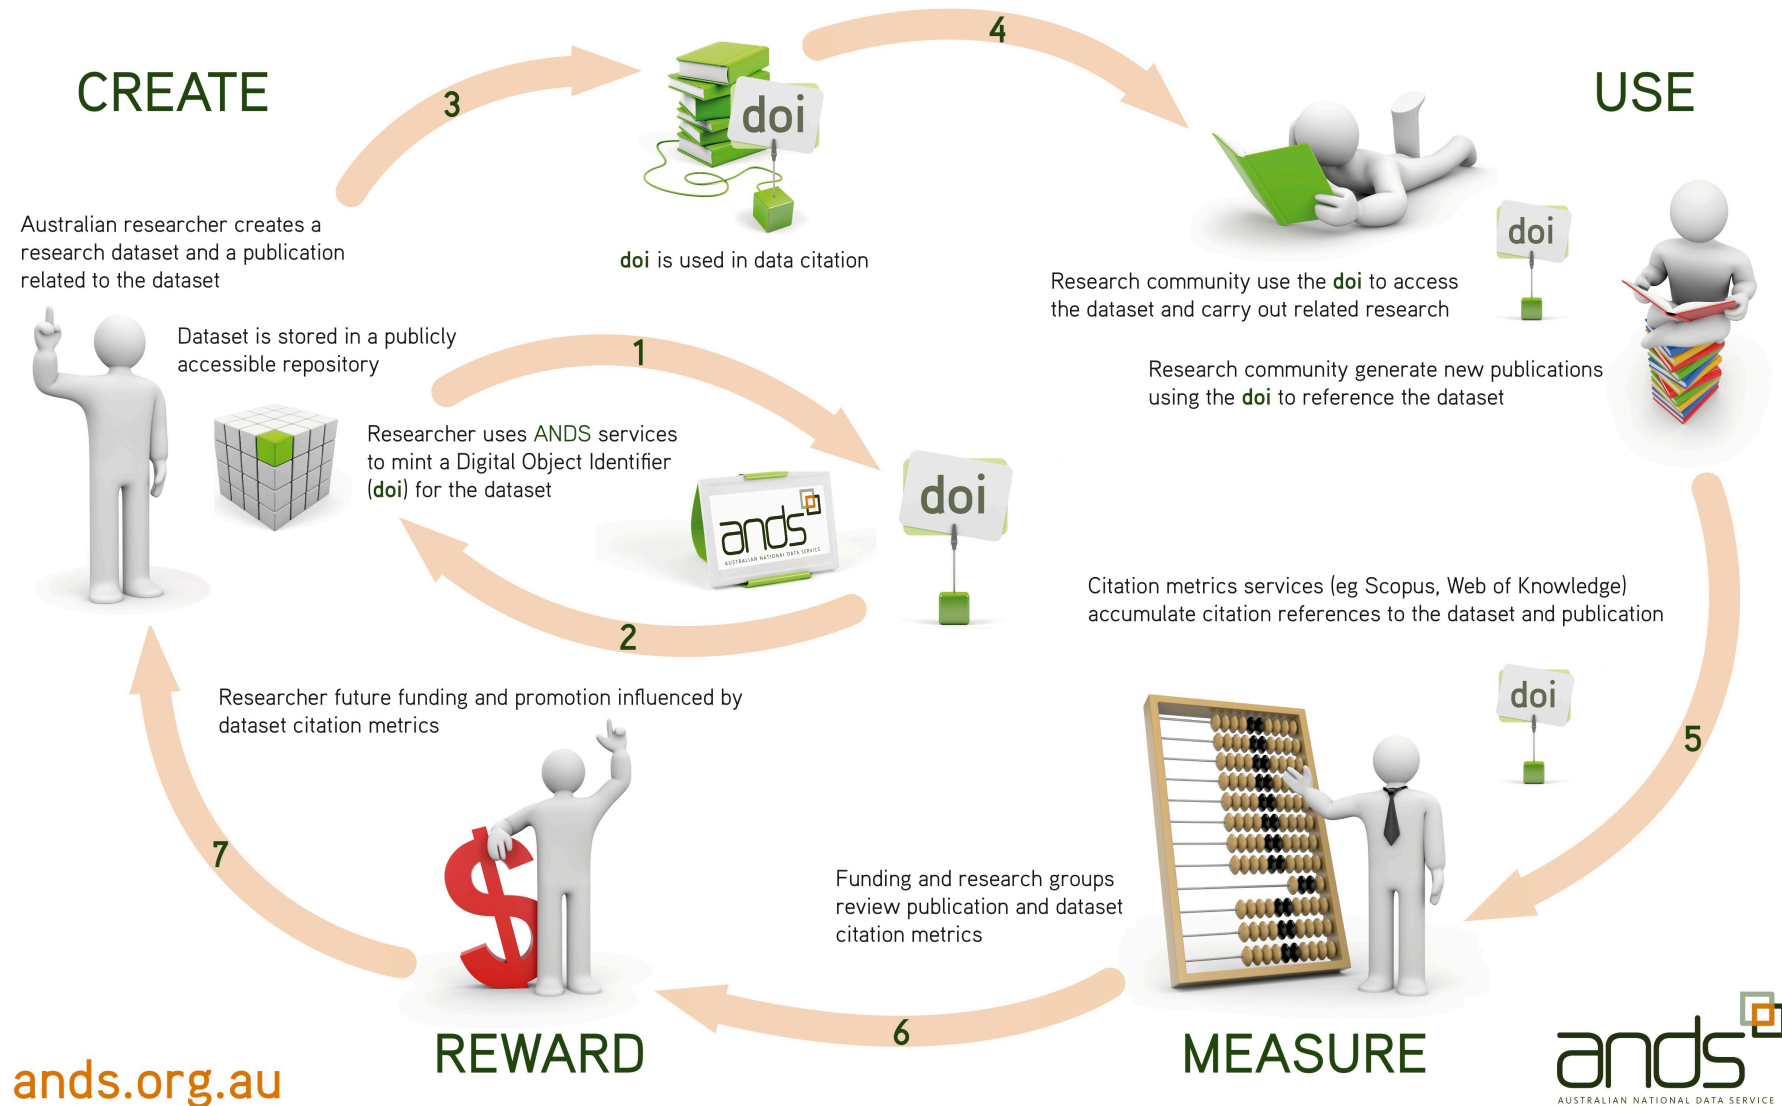 CREATE
3
doi
4
USE
Australian researcher creates a
research dataset and a publication
related to the dataset
doi is used in data citation
doi
Research community use the doi to access
the dataset and carry out related research
Dataset is stored in a publicly
accessible repository
1
Research community generate new publications
using the doi to reference the dataset
Researcher uses ANDS services
to mint a Digital Object Identifier
(doi) for the dataset
ands
AUSTRALIAN NATIONAL DATA SERVICE
doi
2
Citation metrics services (eg Scopus, Web of Knowledge)
accumulate citation references to the dataset and publication
doi
5
Researcher future funding and promotion influenced by
dataset citation metrics
7
Funding and research groups
review publication and dataset
citation metrics
6
REWARD
MEASURE
ands.org.au
ands
AUSTRALIAN NATIONAL DATA SERVICE